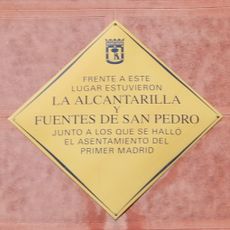 FRENTE A ESTE
LUGAR ESTUVIERON
LA ALCANTARILLA
Y
FUENTES DE SAN PEDRO
JUNTO A LOS QUE SE HALLÓ
EL ASENTAMIENTO DEL
PRIMER MADRID